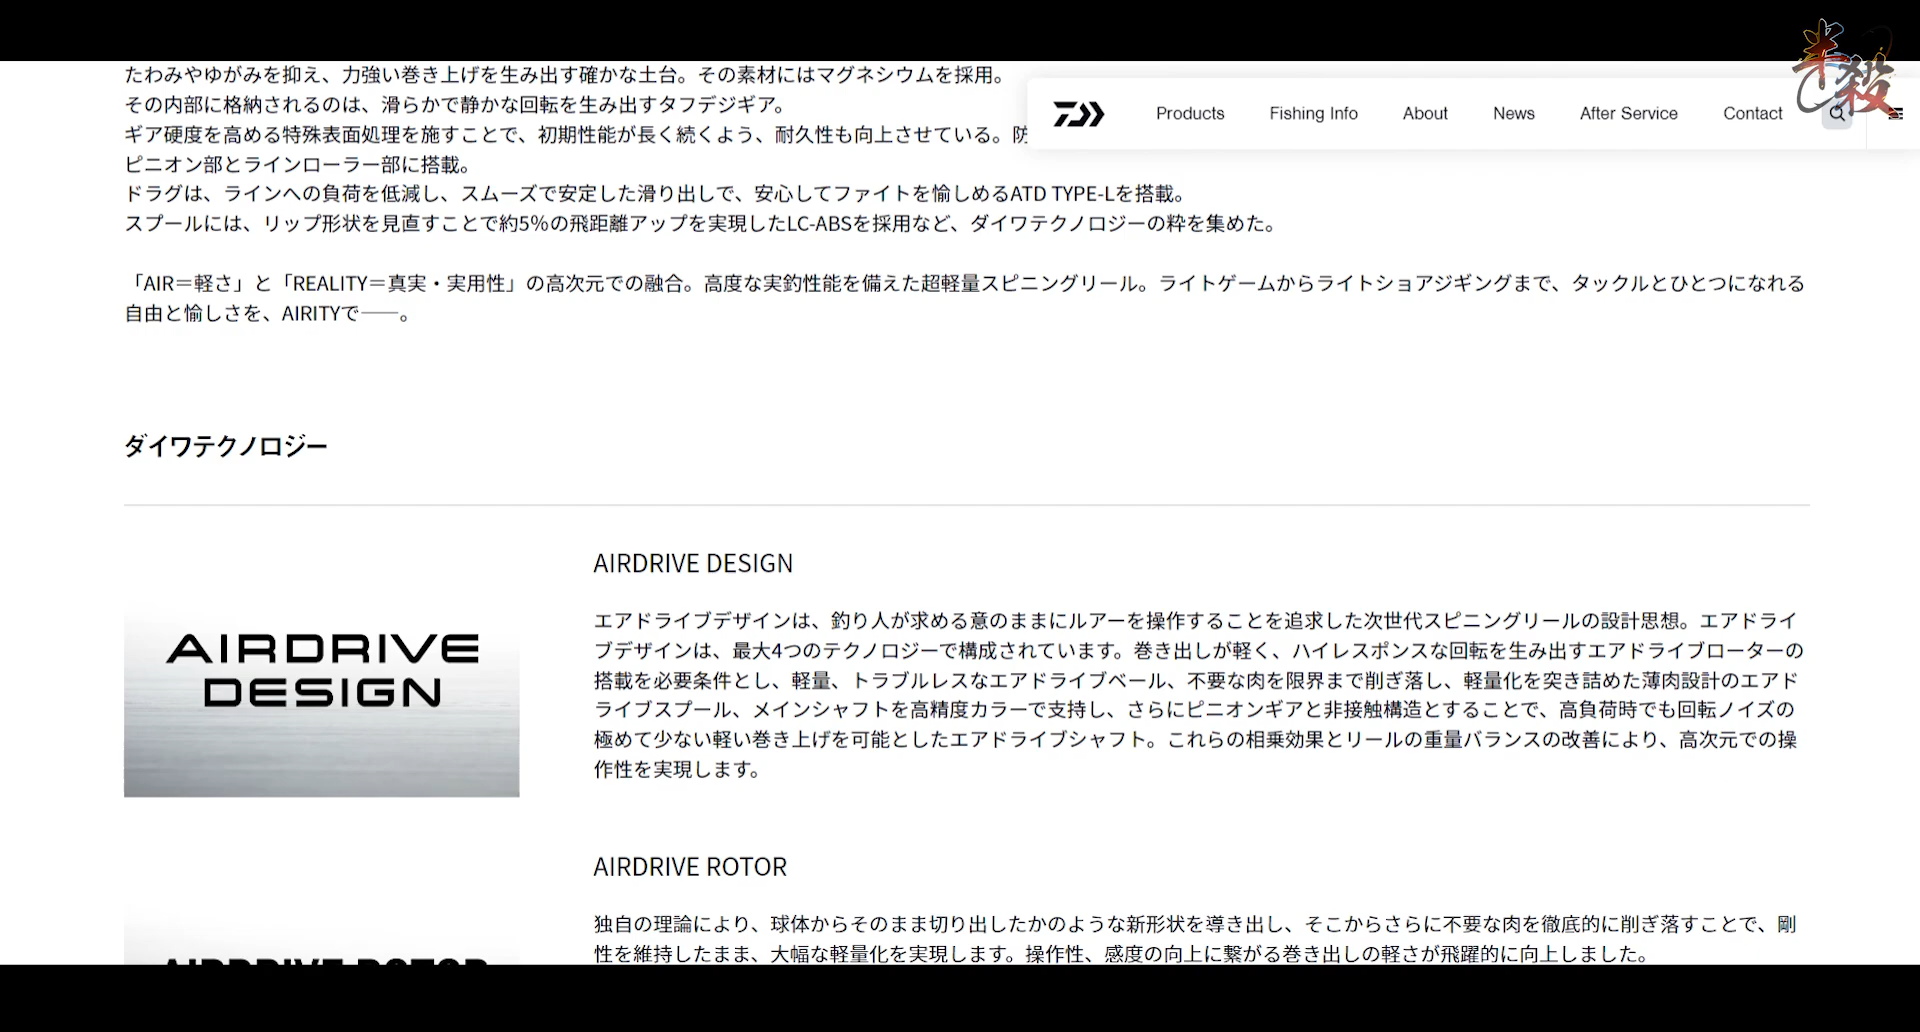 半殺
たわみやゆがみを抑え、力強い巻き上げを生み出す確かな土台。その素材にはマグネシウムを採用。
その内部に格納されるのは、滑らかで静かな回転を生み出すタフデジギア。
Products Fishing Info About News After Service Contact
ギア硬度を高める特殊表面処理を施すことで、初期性能が長く続くよう、耐久性も向上させている。防
ピニオン部とラインローラー部に搭載。
ドラグは、ラインへの負荷を低減し、スムーズで安定した滑り出しで、安心してファイトを愉しめるATD TYPE-Lを搭載。
スプールには、リップ形状を見直すことで約5%の飛距離アップを実現したLC-ABSを採用など、ダイワテクノロジーの粋を集めた。
「AIR＝軽さ」と「REALITY＝真実・実用性」の高次元での融合。高度な実釣性能を備えた超軽量スピニングリール。ライトゲームからライトショアジギングまで、タックルとひとつになれる
自由と愉しさを、AIRITYで——。
ダイワテクノロジー
AIRDRIVE DESIGN
AIRDRIVE
DESIGN
エアドライブデザインは、釣り人が求める意のままにルアーを操作することを追求した次世代スピニングリールの設計思想。エアドライ
ブデザインは、最大4つのテクノロジーで構成されています。巻き出しが軽く、ハイレスポンスな回転を生み出すエアドライブローターの
搭載を必要条件とし、軽量、トラブルレスなエアドライブベール、不要な肉を限界まで削ぎ落し、軽量化を突き詰めた薄肉設計のエアド
ライブスプール、メインシャフトを高精度カラーで支持し、さらにピニオンギアと非接触構造とすることで、高負荷時でも回転ノイズの
極めて少ない軽い巻き上げを可能としたエアドライブシャフト。これらの相乗効果とリールの重量バランスの改善により、高次元での操
作性を実現します。
AIRDRIVE ROTOR
AIRDRIVE ROTOR
独自の理論により、球体からそのまま切り出したかのような新形状を導き出し、そこからさらに不要な肉を徹底的に削ぎ落すことで、剛
性を維持したまま、大幅な軽量化を実現します。操作性、感度の向上に繋がる巻き出しの軽さが飛躍的に向上しました。